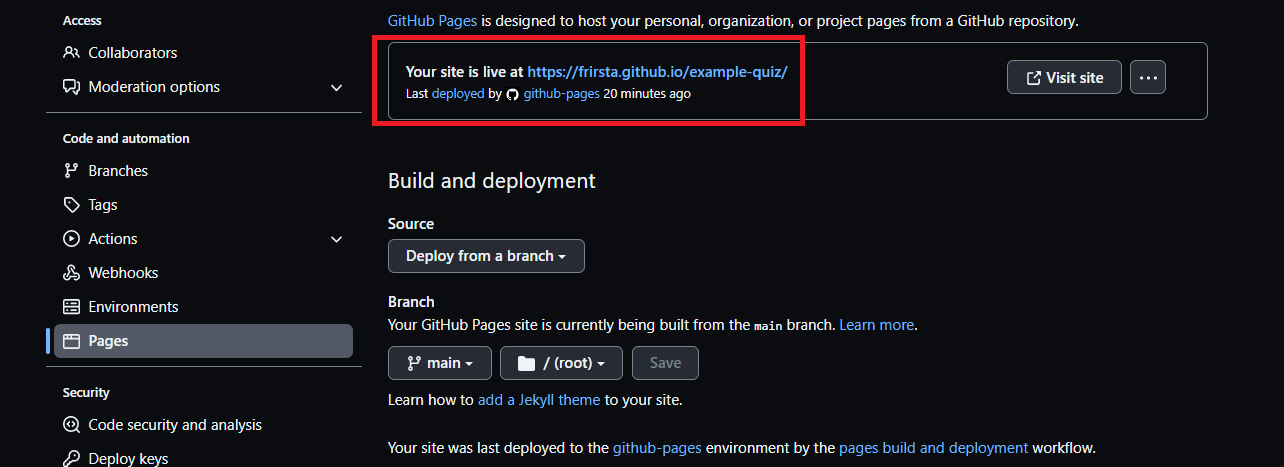 Access
Collaborators
Moderation options
Code and automation
Branches
Tags
Actions
Webhooks
Environments
Pages
Security
Code security and analysis
Deploy keys
GitHub Pages is designed to host your personal, organization, or project pages from a GitHub repository.
Your site is live at https://frirsta.github.io/example-quiz/
Last deployed by github-pages 20 minutes ago
Visit site
Build and deployment
Source
Deploy from a branch
Branch
Your GitHub Pages site is currently being built from the main branch. Learn more.
main / (root) Save
Learn how to add a Jekyll theme to your site.
Your site was last deployed to the github-pages environment by the pages build and deployment workflow.